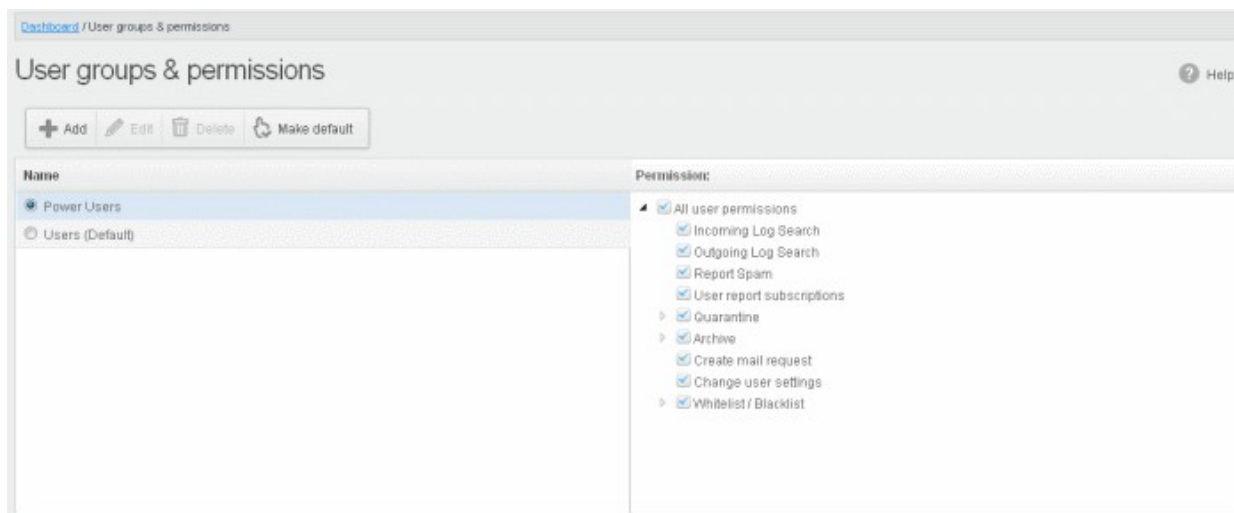 Dashboard / User groups & permissions
User groups & permissions
Help
Add Edit Delete Make default
Name
Permission:
Power Users
Users (Default)
All user permissions
Incoming Log Search
Outgoing Log Search
Report Spam
User report subscriptions
Quarantine
Archive
Create mail request
Change user settings
Whitelist / Blacklist